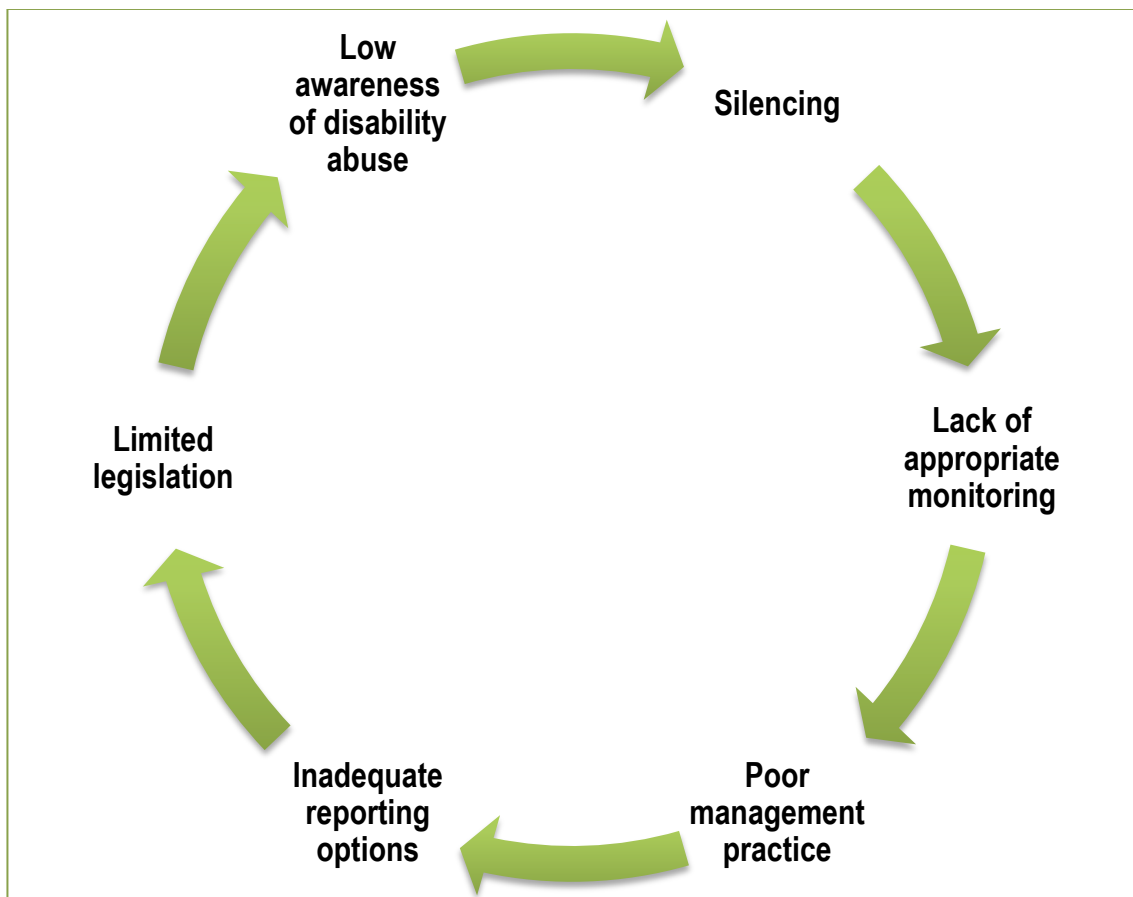 Low
awareness
of disability
abuse
Silencing
Lack of
appropriate
monitoring
Poor
management
practice
Inadequate
reporting
options
Limited
legislation